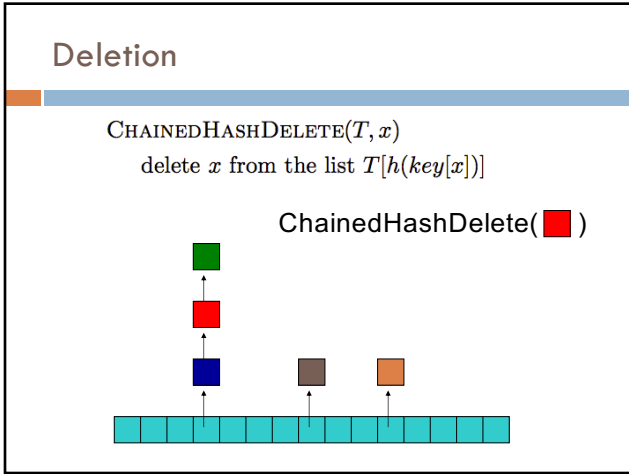 Deletion
CHAINEDHASHDELETE(T, x)
delete x from the list T[h(key[x])]
ChainedHashDelete( )